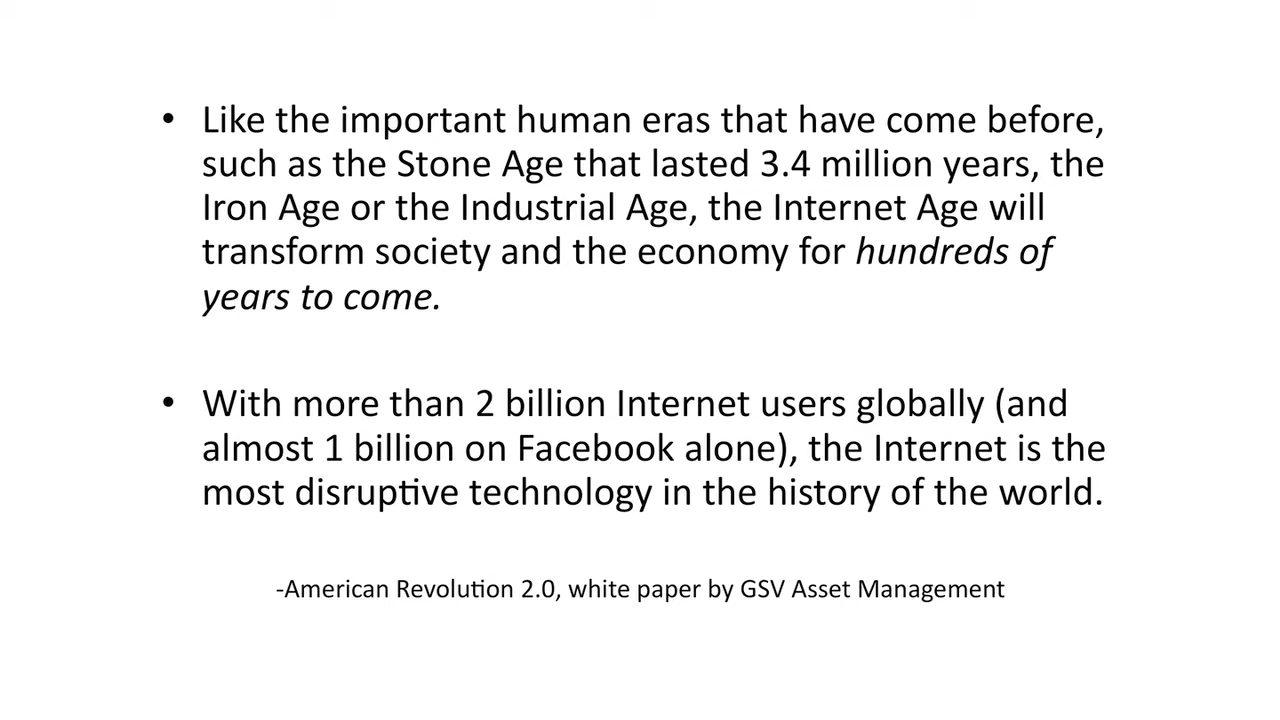 • Like the important human eras that have come before,
such as the Stone Age that lasted 3.4 million years, the
Iron Age or the Industrial Age, the Internet Age will
transform society and the economy for hundreds of
years to come.
• With more than 2 billion Internet users globally (and
almost 1 billion on Facebook alone), the Internet is the
most disruptive technology in the history of the world.
-American Revolution 2.0, white paper by GSV Asset Management